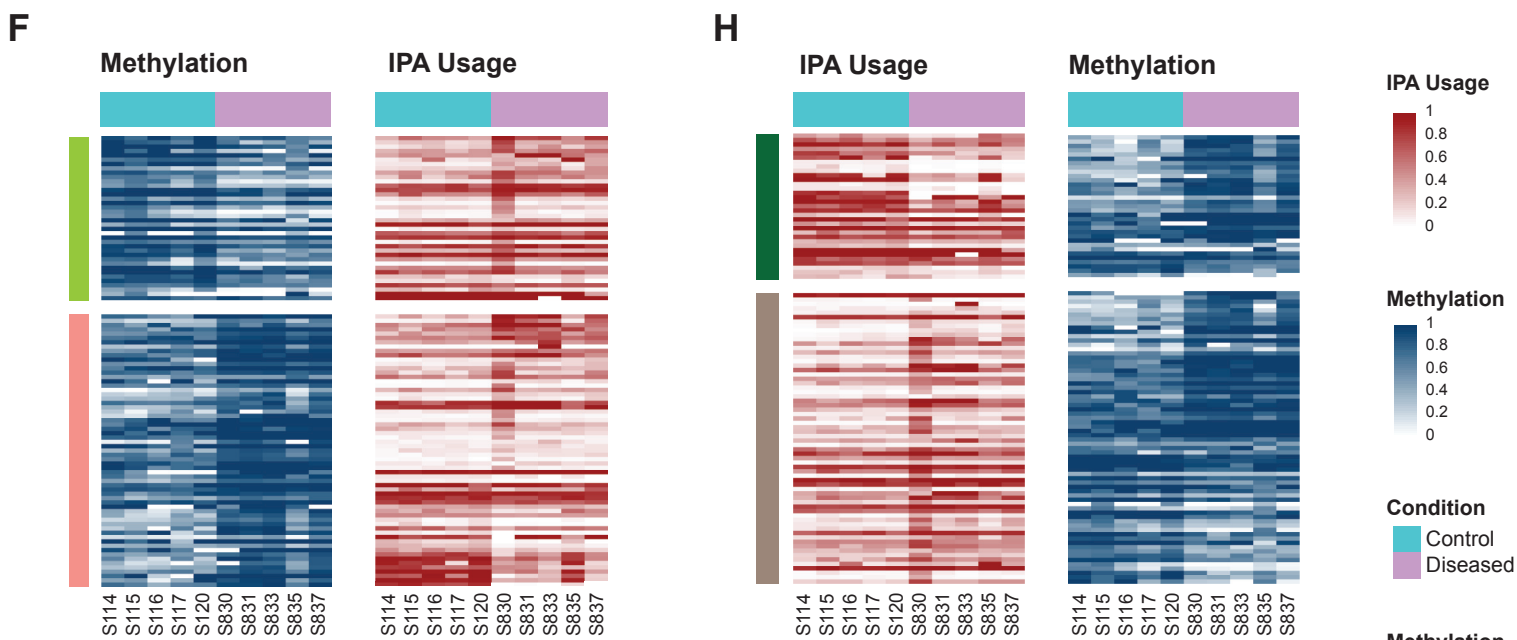 F
Methylation
IPA Usage
S114
S115
S116
S117
S120
S830
S831
S833
S835
S837
S114
S115
S116
S117
S120
S830
S831
S833
S835
S837
H
IPA Usage
Methylation
S114
S115
S116
S117
S120
S830
S831
S833
S835
S837
S114
S115
S116
S117
S120
S830
S831
S833
S835
S837
IPA Usage
1
0.8
0.6
0.4
0.2
0
Methylation
1
0.8
0.6
0.4
0.2
0
Condition
Control
Diseased
Methylation